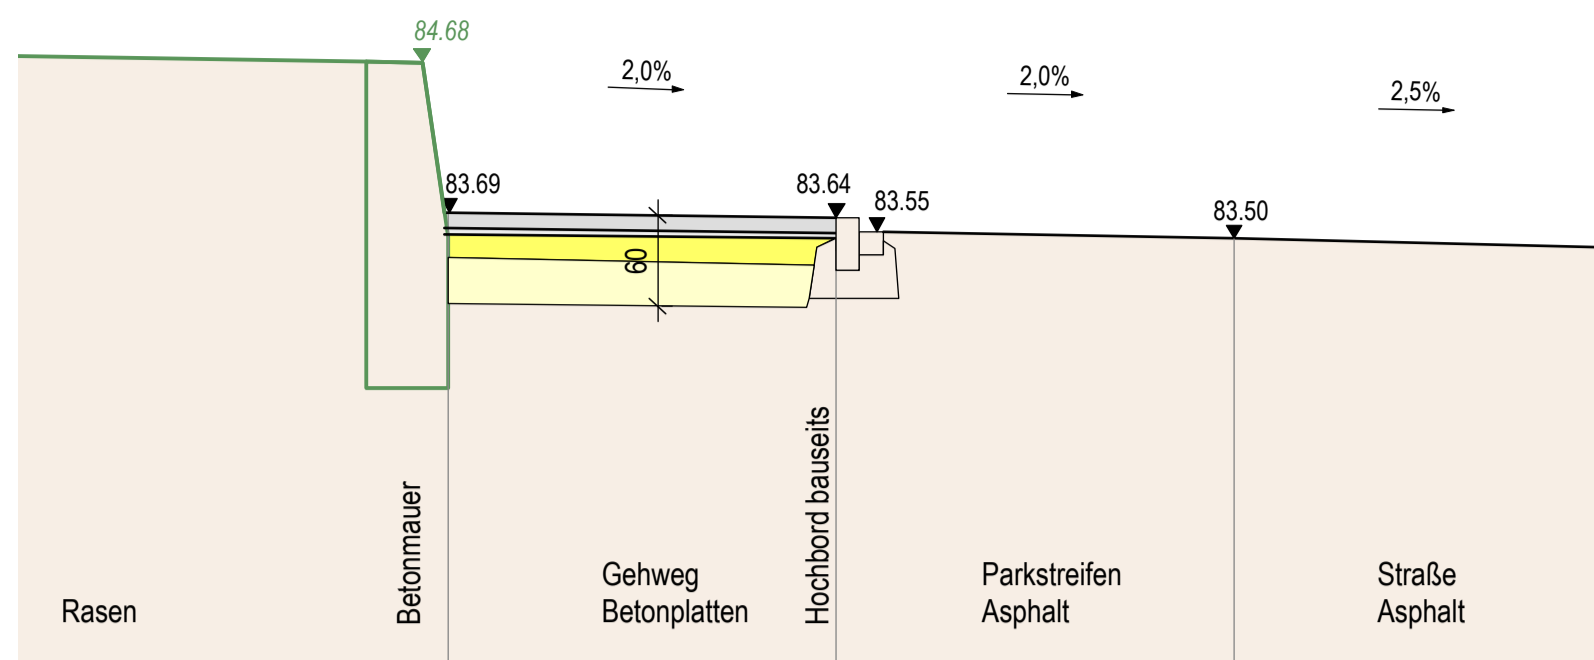 84.68
2,0%
2,0%
2,5%
83.69
83.64
83.55
83.50
60
Betonmauer
Hochbord bauseits
Rasen
Gehweg
Betonplatten
Parkstreifen
Asphalt
Straße
Asphalt